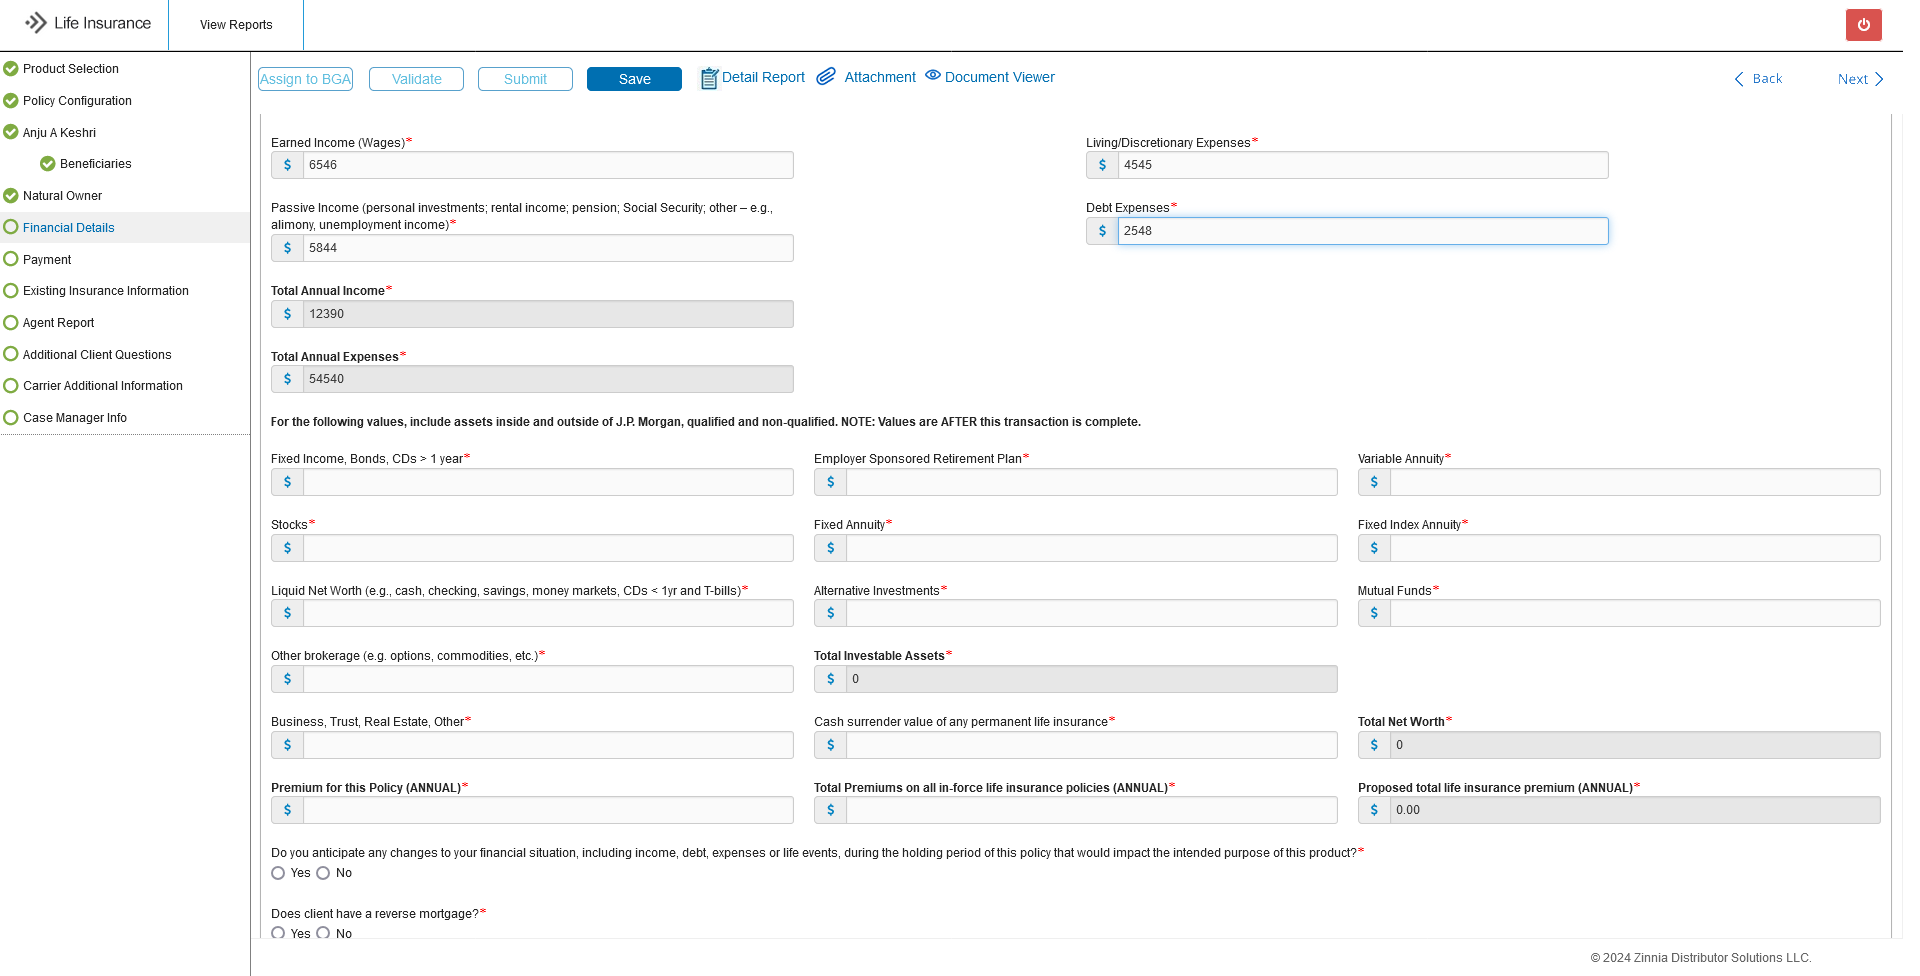 Life Insurance
View Reports
Product Selection
Policy Configuration
Anju A Keshri
Beneficiaries
Natural Owner
Financial Details
Payment
Existing Insurance Information
Agent Report
Additional Client Questions
Carrier Additional Information
Case Manager Info
Assign to BGA Validate Submit Save Detail Report Attachment Document Viewer Back Next
Earned Income (Wages)* Living/Discretionary Expenses*
$ 6546 $ 4545
Passive Income (personal investments; rental income; pension; Social Security; other – e.g.,
alimony, unemployment income)*
$ 5844
Debt Expenses*
$ 2548
Total Annual Income*
$ 12390
Total Annual Expenses*
$ 54540
For the following values, include assets inside and outside of J.P. Morgan, qualified and non-qualified. NOTE: Values are AFTER this transaction is complete.
Fixed Income, Bonds, CDs > 1 year* Employer Sponsored Retirement Plan* Variable Annuity*
$ $ $
Stocks* Fixed Annuity* Fixed Index Annuity*
$ $ $
Liquid Net Worth (e.g., cash, checking, savings, money markets, CDs < 1yr and T-bills)* Alternative Investments* Mutual Funds*
$ $ $
Other brokerage (e.g. options, commodities, etc.)* Total Investable Assets*
$ $ 0
Business, Trust, Real Estate, Other* Cash surrender value of any permanent life insurance* Total Net Worth*
$ $ $ 0
Premium for this Policy (ANNUAL)* Total Premiums on all in-force life insurance policies (ANNUAL)* Proposed total life insurance premium (ANNUAL)*
$ $ $ 0.00
Do you anticipate any changes to your financial situation, including income, debt, expenses or life events, during the holding period of this policy that would impact the intended purpose of this product?*
Yes No
Does client have a reverse mortgage?*
Yes No
© 2024 Zinnia Distributor Solutions LLC.